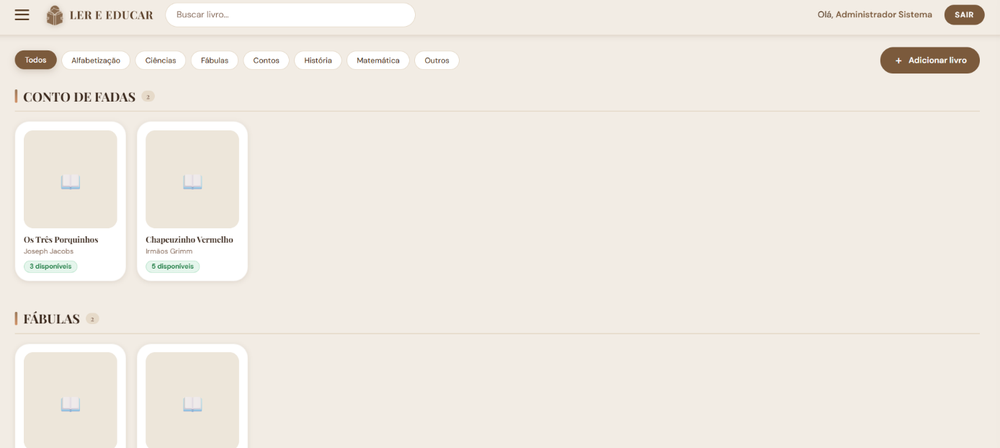 LER E EDUCAR
Buscar livro...
Olá, Administrador Sistema
SAIR
Todos
Alfabetização
Ciências
Fábulas
Contos
História
Matemática
Outros
+ Adicionar livro
CONTO DE FADAS 2
Os Três Porquinhos
Joseph Jacobs
3 disponíveis
Chapeuzinho Vermelho
Irmãos Grimm
5 disponíveis
FÁBULAS 2